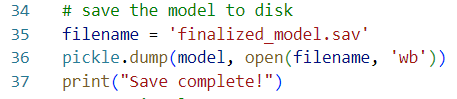 34 # save the model to disk
35 filename = 'finalized_model.sav'
36 pickle.dump(model, open(filename, 'wb'))
37 print("Save complete!")